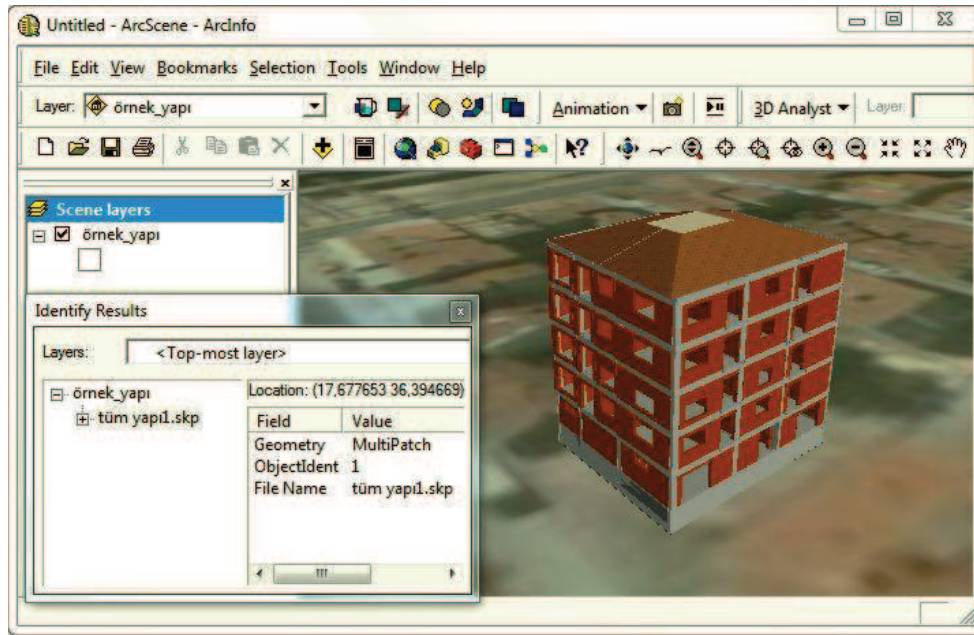 Untitled - ArcScene - ArcInfo
File Edit View Bookmarks Selection Tools Window Help
Layer: örnek_yapı Animation 3D Analyst Layer:
Scene layers
örnek_yapı
Identify Results
Layers: <Top-most layer>
örnek_yapı
tüm yapı1.skp
Location: (17,677653 36,394669)
Field Value
Geometry MultiPatch
ObjectIdent 1
File Name tüm yapı1.skp